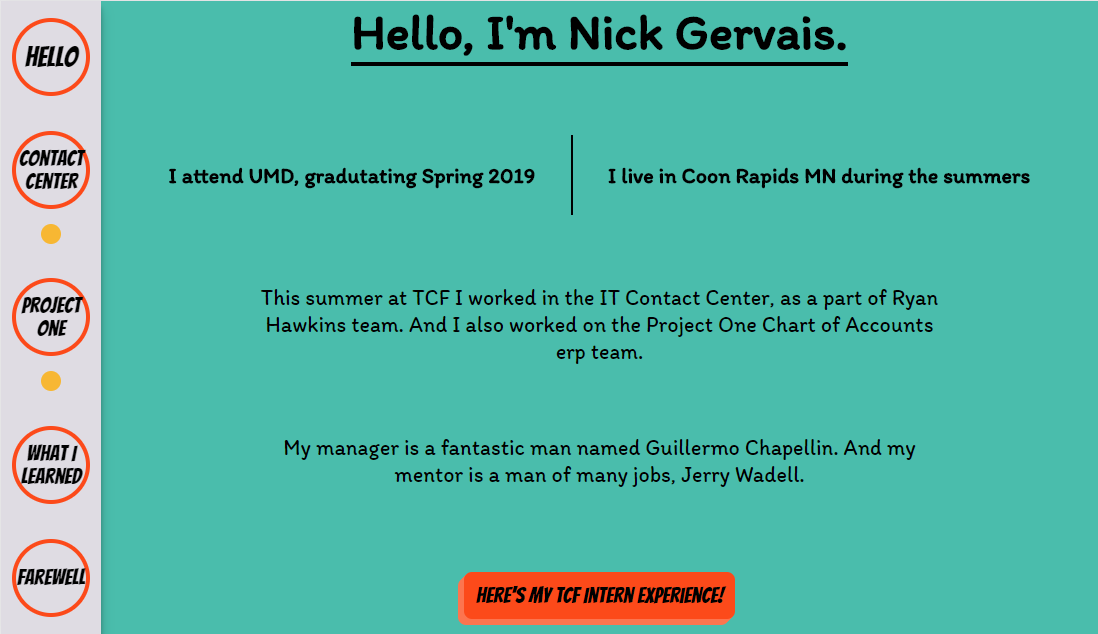 HELLO
CONTACT
CENTER
PROJECT
ONE
WHAT I
LEARNED
FAREWELL
Hello, I'm Nick Gervais.
I attend UMD, gradutating Spring 2019
I live in Coon Rapids MN during the summers
This summer at TCF I worked in the IT Contact Center, as a part of Ryan
Hawkins team. And I also worked on the Project One Chart of Accounts
erp team.
My manager is a fantastic man named Guillermo Chapellin. And my
mentor is a man of many jobs, Jerry Wadell.
HERE'S MY TCF INTERN EXPERIENCE!